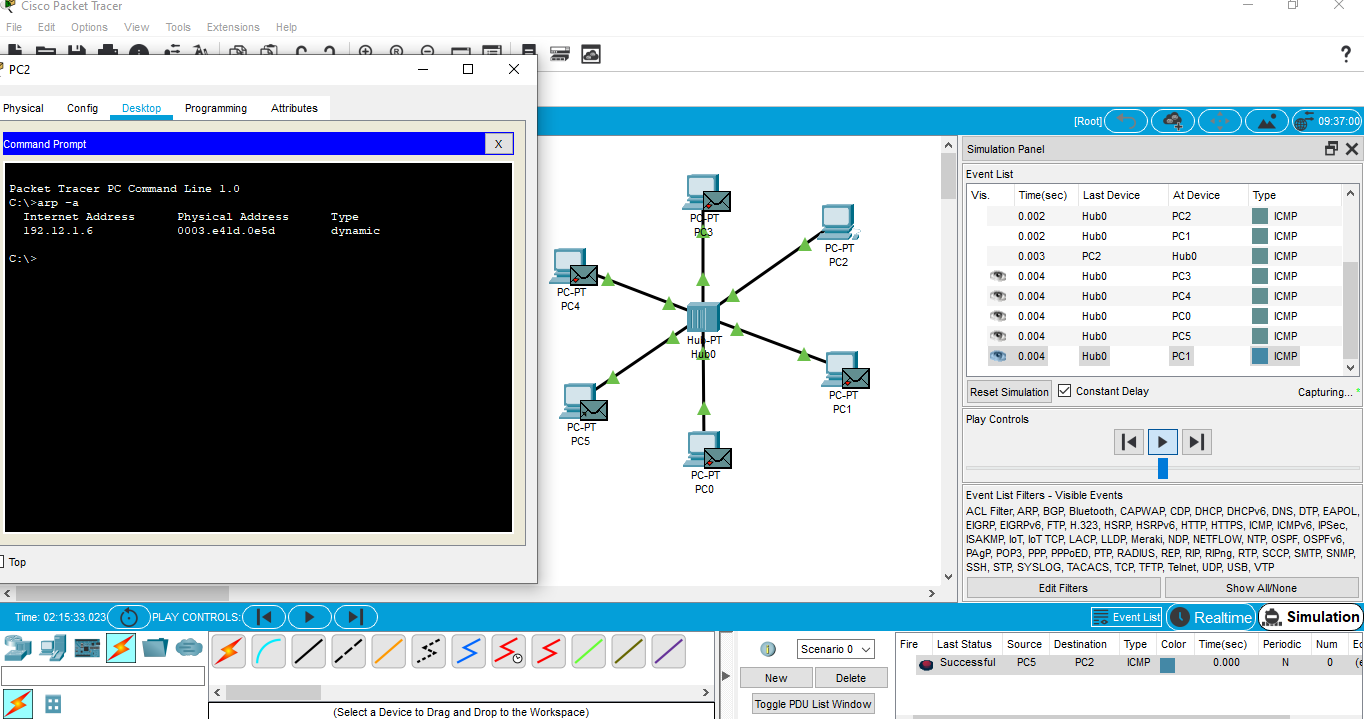 Cisco Packet Tracer
File Edit Options View Tools Extensions Help
PC2
Physical Config Desktop Programming Attributes
Command Prompt X
Packet Tracer PC Command Line 1.0
C:\>arp -a
Internet Address Physical Address Type
192.12.1.6 0003.e41d.0e5d dynamic
C:\>
Top
[Root] 09:37:00
PC-PT
PC3
PC-PT
PC2
PC-PT
PC4
Hub-PT
Hub0
PC-PT
PC1
PC-PT
PC5
PC-PT
PC0
Simulation Panel
Event List
Vis. Time(sec) Last Device At Device Type
0.002 Hub0 PC2 ICMP
0.002 Hub0 PC1 ICMP
0.003 PC2 Hub0 ICMP
0.004 Hub0 PC3 ICMP
0.004 Hub0 PC4 ICMP
0.004 Hub0 PC0 ICMP
0.004 Hub0 PC5 ICMP
0.004 Hub0 PC1 ICMP
Reset Simulation Constant Delay Capturing... *
Play Controls
Event List Filters - Visible Events
ACL Filter, ARP, BGP, Bluetooth, CAPWAP, CDP, DHCP, DHCPv6, DNS, DTP, EAPOL,
EIGRP, EIGRPv6, FTP, H.323, HSRP, HSRPv6, HTTP, HTTPS, ICMP, ICMPv6, IPSec,
ISAKMP, IoT, IoT TCP, LACP, LLDP, Meraki, NDP, NETFLOW, NTP, OSPF, OSPFv6,
PAgP, POP3, PPP, PPPoED, PTP, RADIUS, REP, RIP, RIPng, RTP, SCCP, SMTP, SNMP,
SSH, STP, SYSLOG, TACACS, TCP, TFTP, Telnet, UDP, USB, VTP
Edit Filters Show All/None
Time: 02:15:33.023 PLAY CONTROLS: Event List Realtime Simulation
(Select a Device to Drag and Drop to the Workspace)
Scenario 0
New Delete
Toggle PDU List Window
Fire Last Status Source Destination Type Color Time(sec) Periodic Num
Successful PC5 PC2 ICMP 0.000 N 0